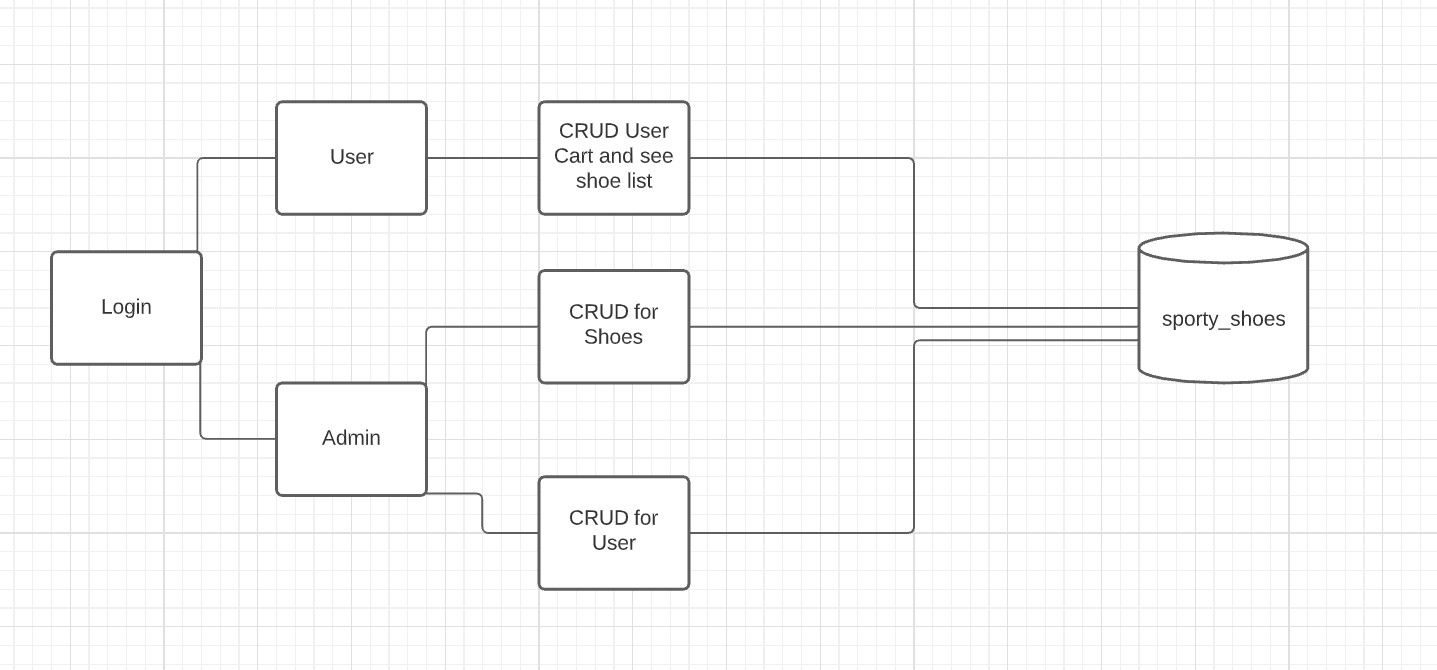 User
CRUD User
Cart and see
shoe list
Login
CRUD for
Shoes
sporty_shoes
Admin
CRUD for
User